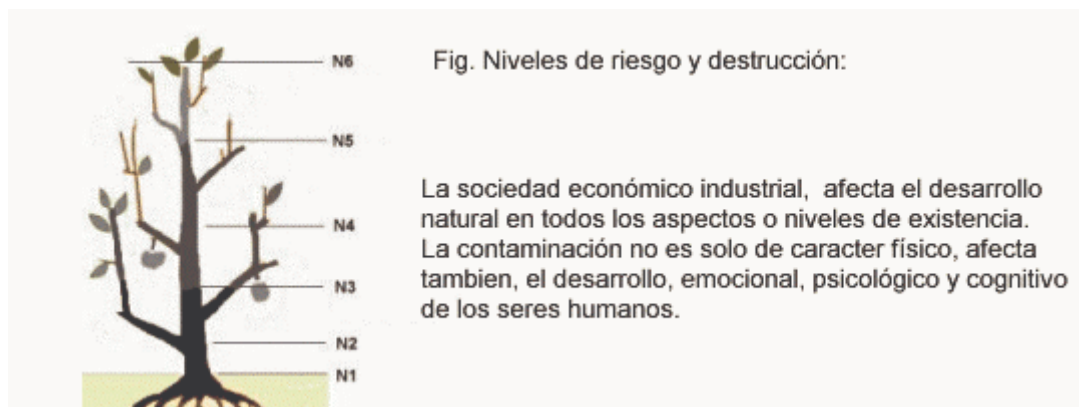 N6
Fig. Niveles de riesgo y destrucción:
N5
La sociedad económico industrial, afecta el desarrollo
natural en todos los aspectos o niveles de existencia.
N4
La contaminación no es solo de caracter físico, afecta
tambien, el desarrollo, emocional, psicológico y cognitivo
N3
de los seres humanos.
N2
N1